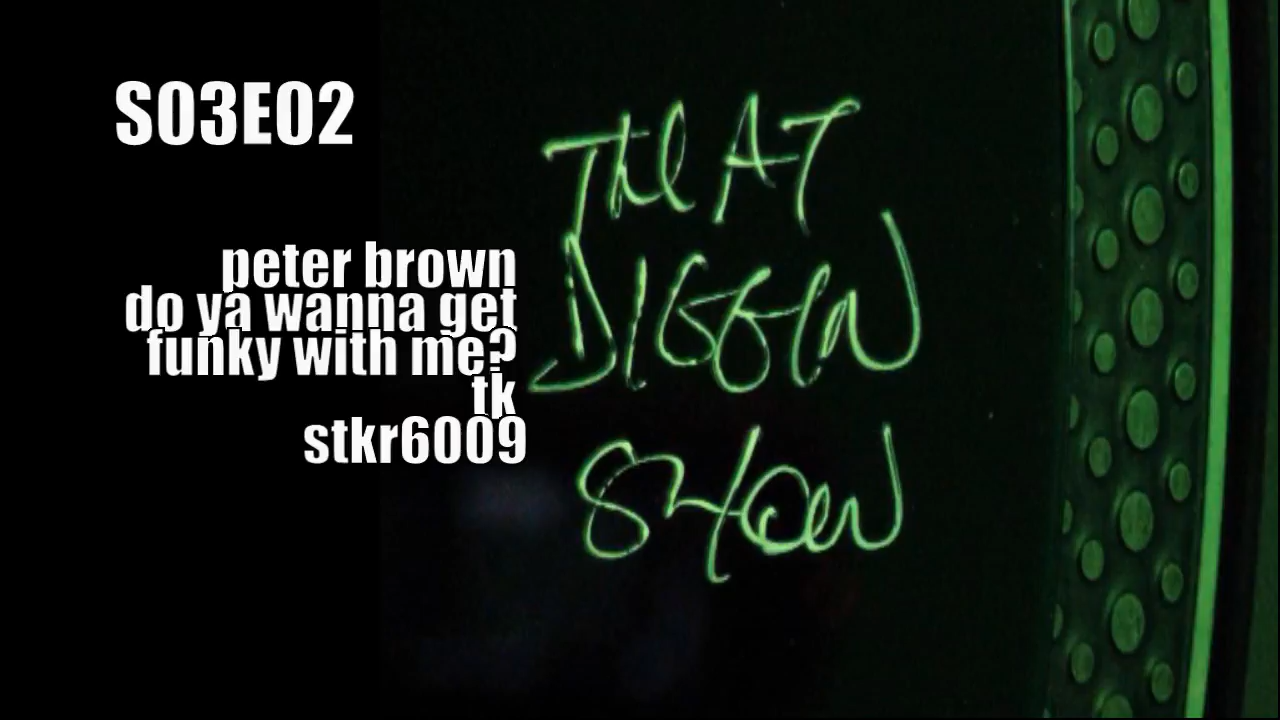 S03E02
peter brown
do ya wanna get
funky with me?
tk
stkr6009
THE AT
DIGGIN
SHOW